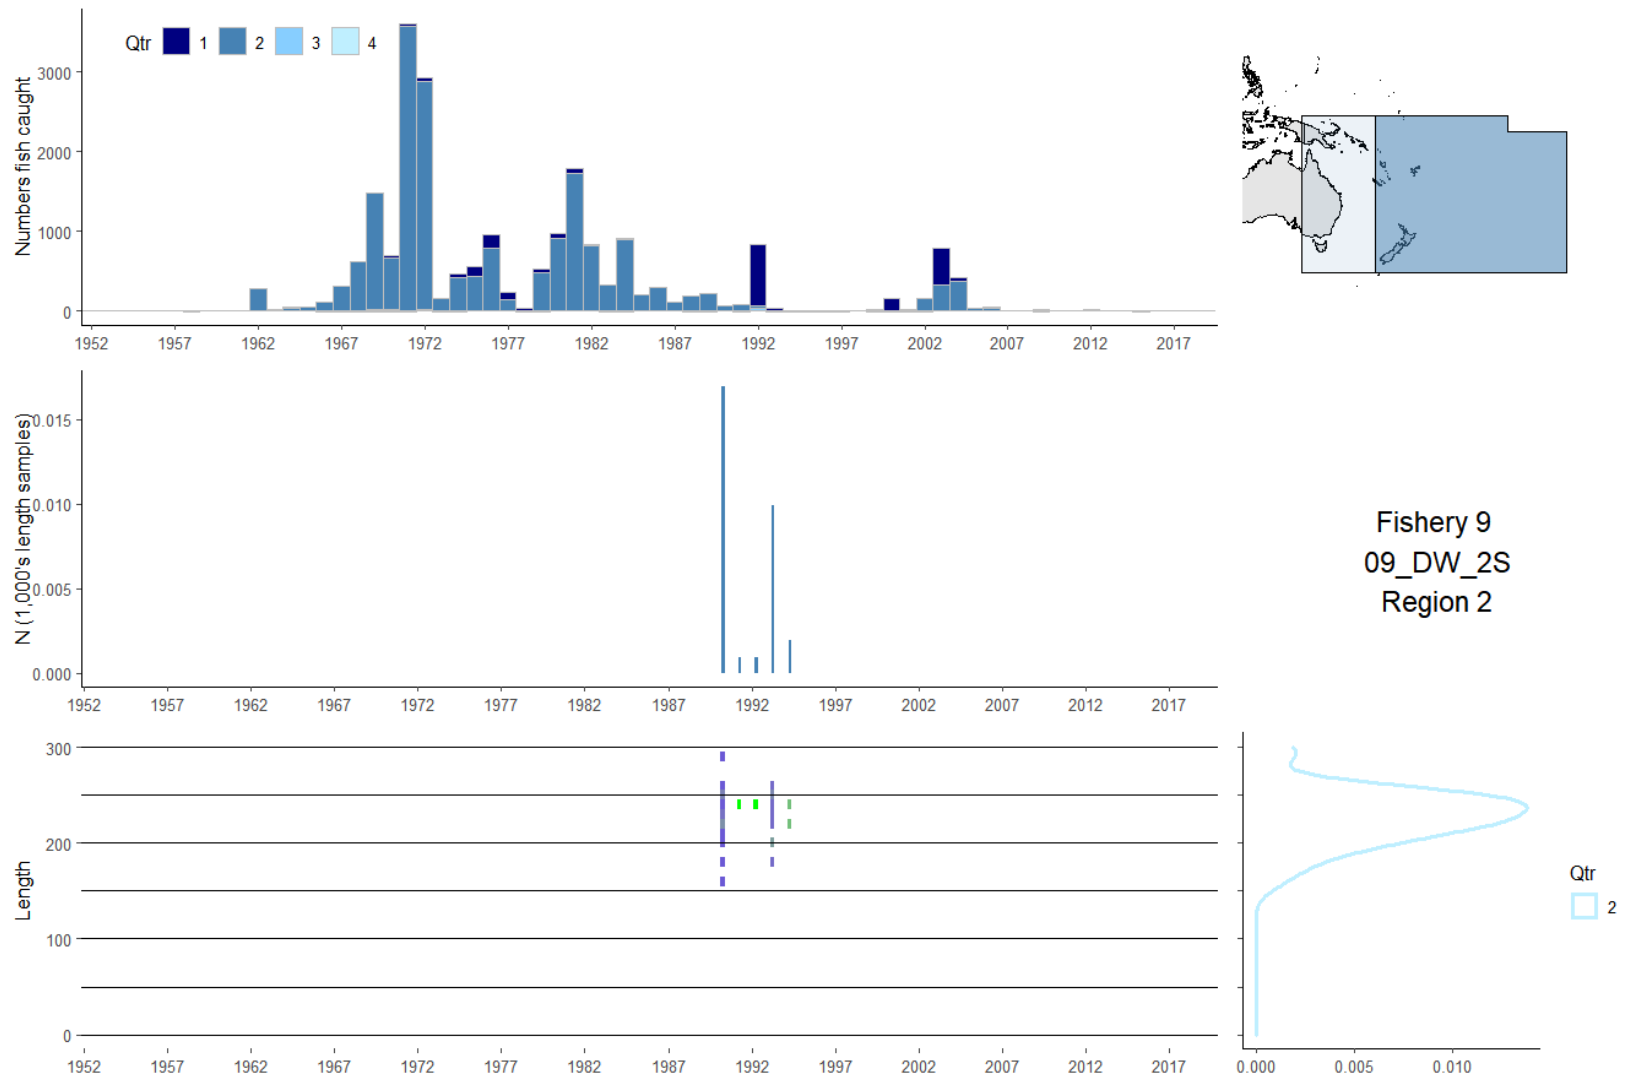 Qtr 1 2 3 4
Numbers fish caught
3000
2000
1000
0
1952 1957 1962 1967 1972 1977 1982 1987 1992 1997 2002 2007 2012 2017
N (1,000's length samples)
0.015
0.010
0.005
0.000
1952 1957 1962 1967 1972 1977 1982 1987 1992 1997 2002 2007 2012 2017
Fishery 9
09_DW_2S
Region 2
Length
300
200
100
0
1952 1957 1962 1967 1972 1977 1982 1987 1992 1997 2002 2007 2012 2017
0.000 0.005 0.010
Qtr
2